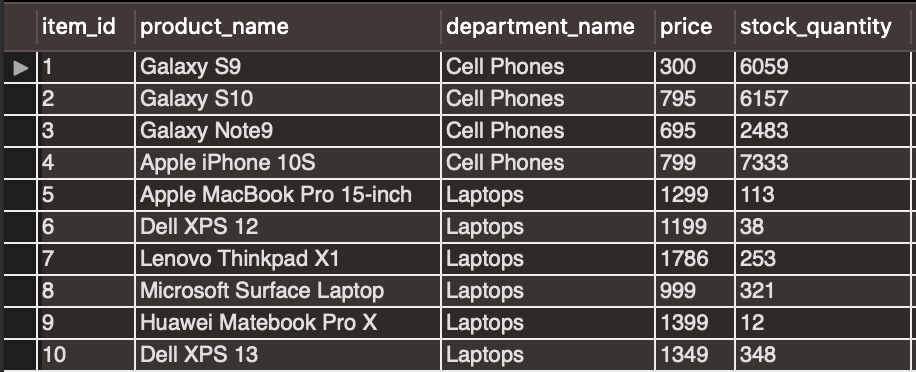 item_id product_name department_name price stock_quantity
1 Galaxy S9 Cell Phones 300 6059
2 Galaxy S10 Cell Phones 795 6157
3 Galaxy Note9 Cell Phones 695 2483
4 Apple iPhone 10S Cell Phones 799 7333
5 Apple MacBook Pro 15-inch Laptops 1299 113
6 Dell XPS 12 Laptops 1199 38
7 Lenovo Thinkpad X1 Laptops 1786 253
8 Microsoft Surface Laptop Laptops 999 321
9 Huawei Matebook Pro X Laptops 1399 12
10 Dell XPS 13 Laptops 1349 348